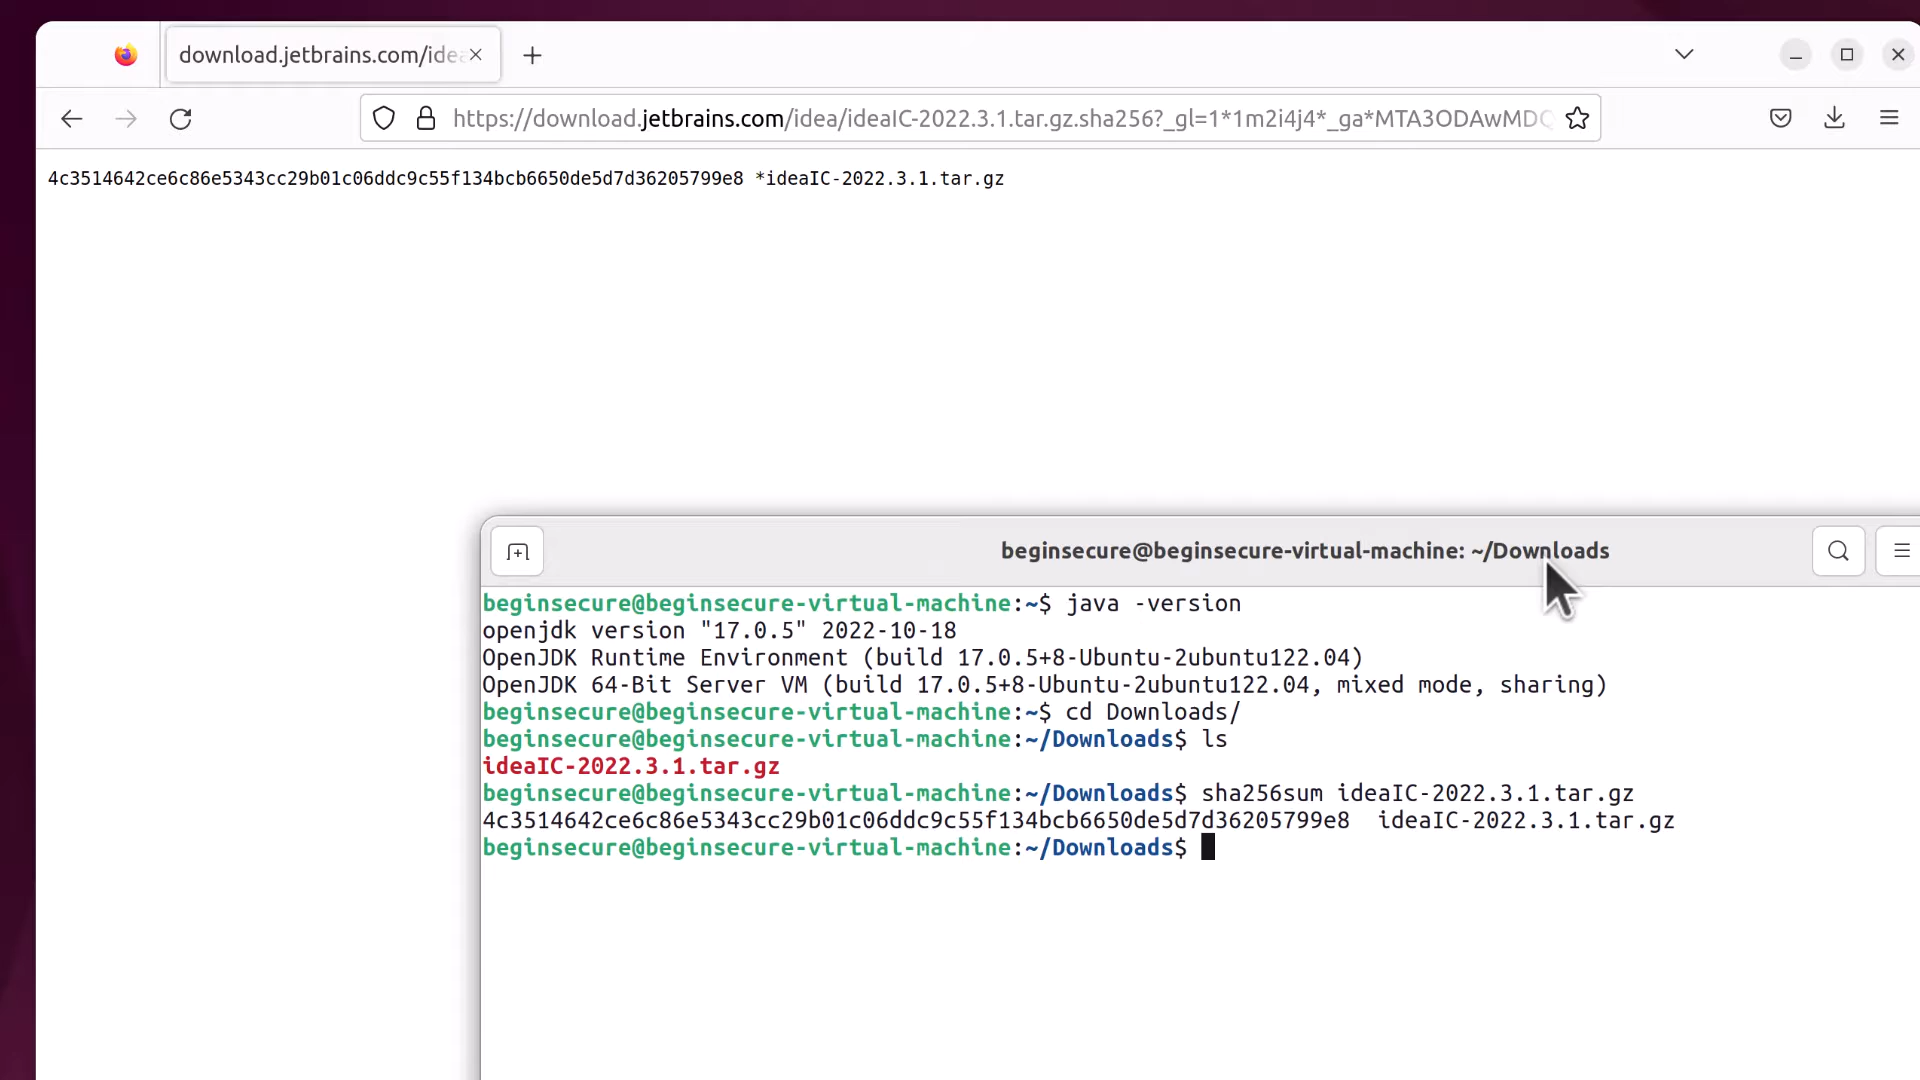 download.jetbrains.com/idea
https://download.jetbrains.com/idea/ideaIC-2022.3.1.tar.gz.sha256?_gl=1*1m2i4j4*_ga*MTA3ODAwMDQ
4c3514642ce6c86e5343cc29b01c06ddc9c55f134bcb6650de5d7d36205799e8 *ideaIC-2022.3.1.tar.gz
beginsecure@beginsecure-virtual-machine: ~/Downloads
beginsecure@beginsecure-virtual-machine:~$ java -version
openjdk version "17.0.5" 2022-10-18
OpenJDK Runtime Environment (build 17.0.5+8-Ubuntu-2ubuntu122.04)
OpenJDK 64-Bit Server VM (build 17.0.5+8-Ubuntu-2ubuntu122.04, mixed mode, sharing)
beginsecure@beginsecure-virtual-machine:~$ cd Downloads/
beginsecure@beginsecure-virtual-machine:~/Downloads$ ls
ideaIC-2022.3.1.tar.gz
beginsecure@beginsecure-virtual-machine:~/Downloads$ sha256sum ideaIC-2022.3.1.tar.gz
4c3514642ce6c86e5343cc29b01c06ddc9c55f134bcb6650de5d7d36205799e8  ideaIC-2022.3.1.tar.gz
beginsecure@beginsecure-virtual-machine:~/Downloads$